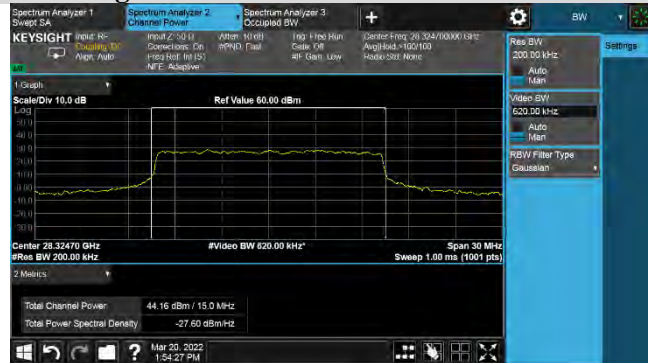 Spectrum Analyzer 1
Swept SA
Spectrum Analyzer 2
Channel Power
Spectrum Analyzer 3
Occupied BW
+
BW
KEYSIGHT
Input: RF
Coupling: DC
Align: Auto
Input Z: 50 Ω
Corrections: On
Freq Ref: Int (S)
NFE: Adaptive
#PNO: Fast
Trig: Free Run
Gate: Off
#IF Gain: Low
Center Freq: 28.324700000 GHz
Avg|Hold:>100/100
Radio Std: None
Res BW
200.00 kHz
Auto
Man
Settings
Video BW
620.00 kHz
Auto
Man
RBW Filter Type
Gaussian
1 Graph
Scale/Div 10.0 dB
Ref Value 60.00 dBm
Log
Center 28.32470 GHz
#Res BW 200.00 kHz
#Video BW 620.00 kHz*
Span 30 MHz
Sweep 1.00 ms (1001 pts)
2 Metrics
Total Channel Power 44.16 dBm / 15.0 MHz
Total Power Spectral Density -27.60 dBm/Hz
?
Mar 20, 2022
1:54:27 PM